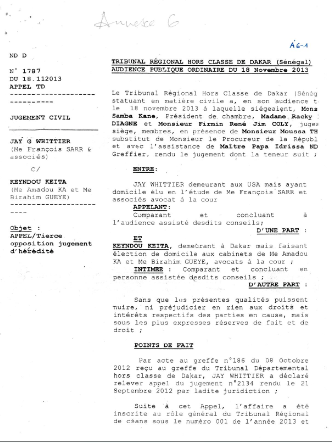 Annexe 6
A6-1
ND D
N° 1787
DU 18.112013
APPEL TD
JUGEMENT CIVIL
JAY G WHITTIER
(Me François SARR &
associés)
C/
KEYNDOU KEITA
(Me Amadou KA et Me
Birahim GUEYE)
Objet :
APPEL/Tierce
opposition jugement
d'hérédité
TRIBUNAL RÉGIONAL HORS CLASSE DE DAKAR (Sénégal)
AUDIENCE PUBLIQUE ORDINAIRE DU 18 Novembre 2013
Le Tribunal Régional Hors Classe de Dakar (Sénég
statuant en matière civile a, en son audience t
le 18 novembre 2013 à laquelle siégeaient, Mons
Samba Kane, Président de chambre, Madame Racky
DIAGNE et Monsieur Firmin René Jim COLY, juges
siège, membres, en présence de Monsieur Moussa TH
substitut de Monsieur le Procureur de la Républ
et avec l'assistance de Maître Papa Idrissa ND
Greffier, rendu le jugement dont la teneur suit ;
ENTRE:
JAY WHITTIER demeurant aux USA mais ayant
domicile élu en l'étude de Me François SARR et
associés avocat à la cour
APPELANT:
Comparant et concluant à
l'audience assisté desdits conseils;
D'UNE PART :
ET
KEYNDOU KEITA, demeurant à Dakar mais faisant
élection de domicile aux cabinets de Me Amadou
KA et Me Birahim GUEYE, avocats à la cour ;
INTIMEE : Comparant et concluant en
personne assistée desdits conseils ;
D'AUTRE PART :
Sans que les présentes qualités puissent
nuire, ni préjudicier en rien aux droits et
intérêts respectifs des parties en cause, mais
sous les plus expresses réserves de fait et de
droit ;
POINTS DE FAIT
Par acte au greffe n°186 du 08 Octobre
2012 reçu au greffe du Tribunal Départemental
hors classe de Dakar, JAY WHITTIER a déclaré
relever appel du jugement n°2134 rendu le 21
Septembre 2012 par ladite juridiction ;
Suite à cet Appel, l'affaire a été
inscrite au rôle général du Tribunal Régional
de céans sous le numéro 001 de l'année 2013 et